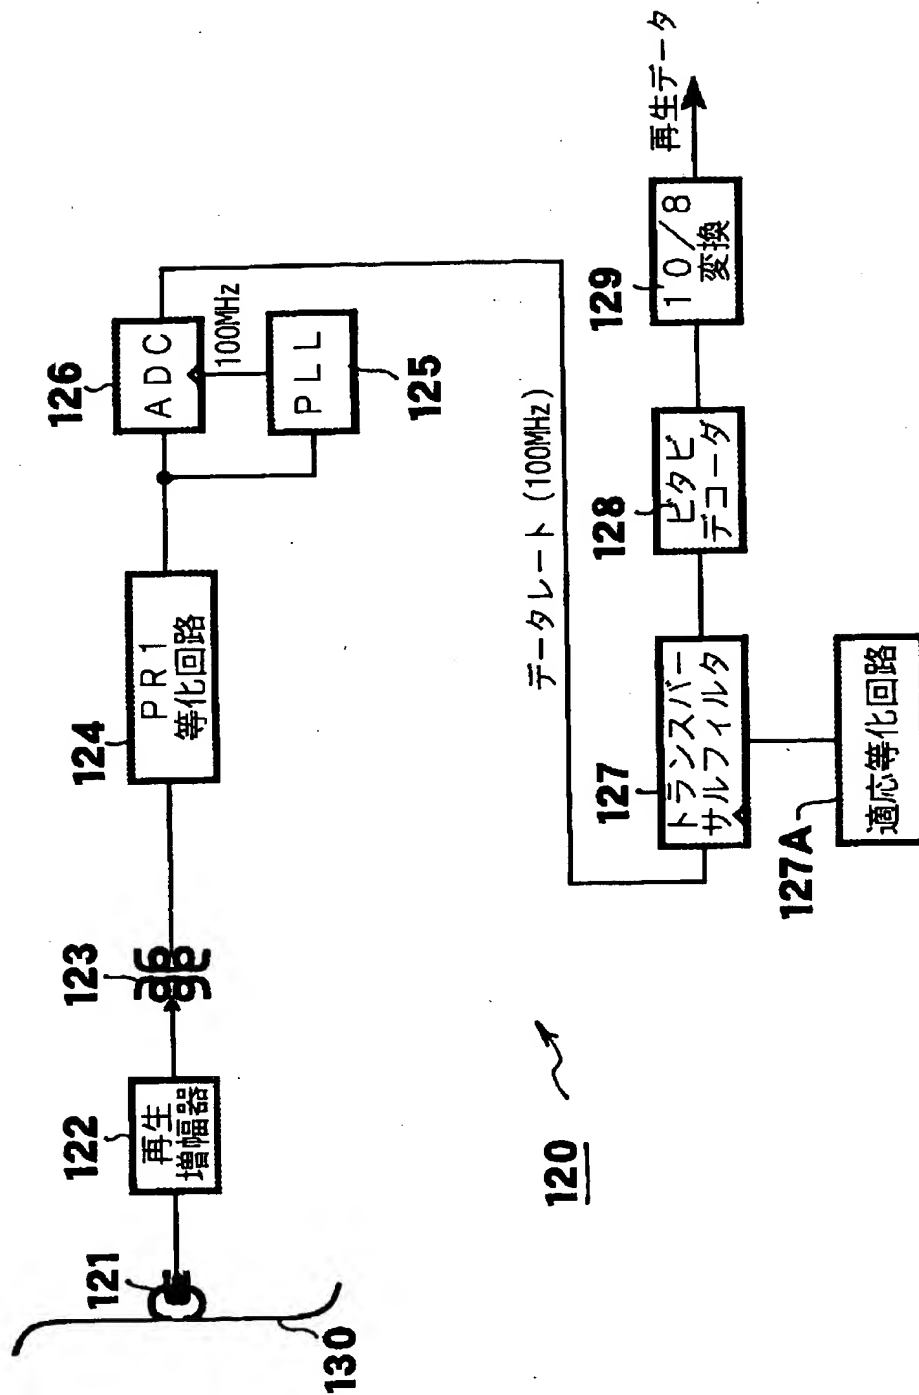 130
121
122
再生
増幅器
123
124
PR1
等化回路
126
ADC
100MHz
PLL
125
データレート(100MHz)
127
トランスバー
サルフィルタ
127A
適応等化回路
128
ビタビ
デコーダ
129
10/8
変換
再生データ
120